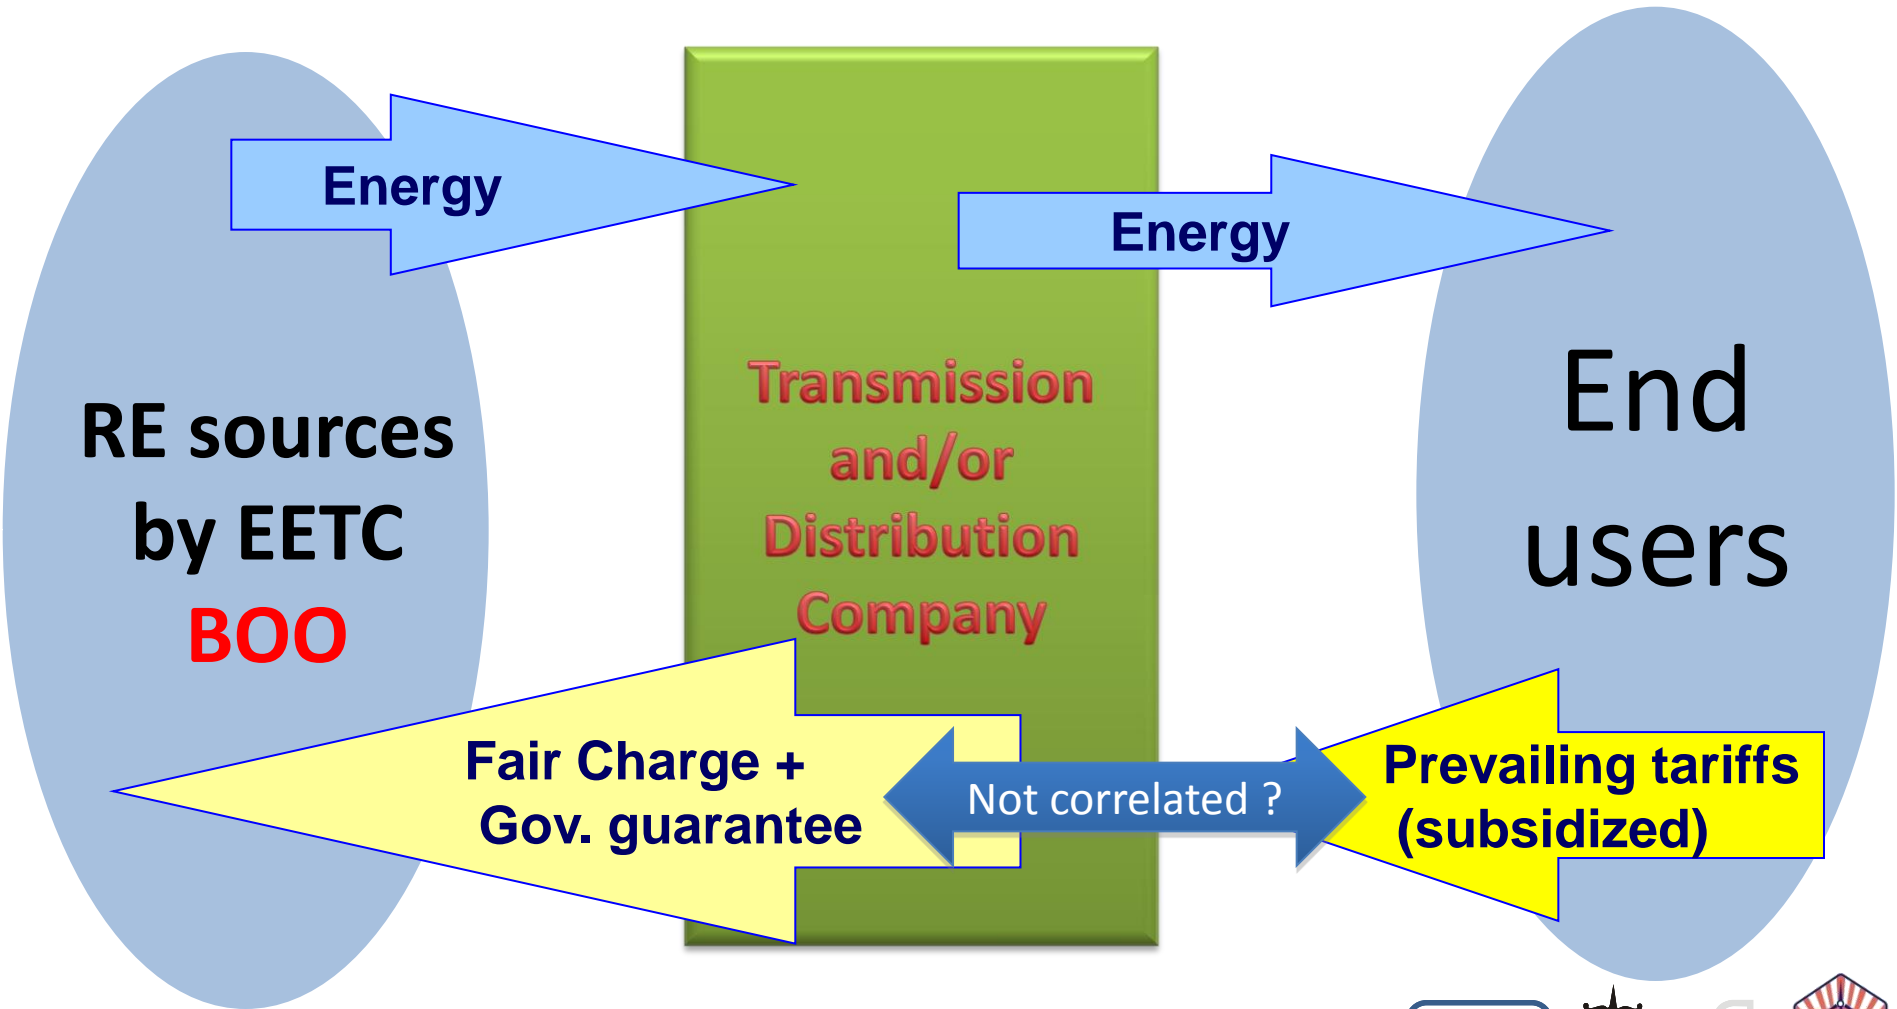 Energy
Energy
RE sources
by EETC
BOO
Transmission
and/or
Distribution
Company
End
users
Fair Charge +
Gov. guarantee
Not correlated ?
Prevailing tariffs
(subsidized)